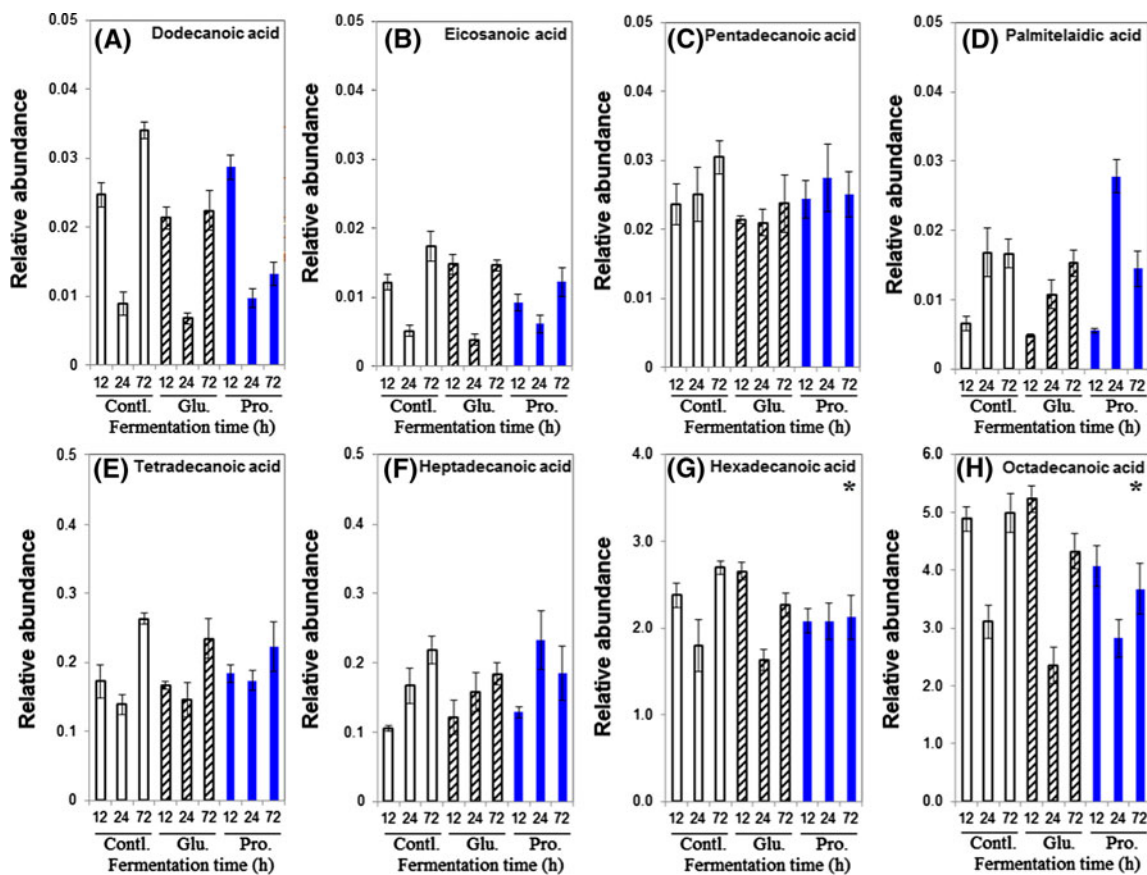 (A) Dodecanoic acid
Relative abundance
0.05
0.04
0.03
0.02
0.01
0
12 24 72 12 24 72 12 24 72
Contl. Glu. Pro.
Fermentation time (h)
(B) Eicosanoic acid
Relative abundance
0.05
0.04
0.03
0.02
0.01
0
12 24 72 12 24 72 12 24 72
Contl. Glu. Pro.
Fermentation time (h)
(C) Pentadecanoic acid
Relative abundance
0.05
0.04
0.03
0.02
0.01
0
12 24 72 12 24 72 12 24 72
Contl. Glu. Pro.
Fermentation time (h)
(D) Palmitelaidic acid
Relative abundance
0.05
0.04
0.03
0.02
0.01
0
12 24 72 12 24 72 12 24 72
Contl. Glu. Pro.
Fermentation time (h)
(E) Tetradecanoic acid
Relative abundance
0.5
0.4
0.3
0.2
0.1
0
12 24 72 12 24 72 12 24 72
Contl. Glu. Pro.
Fermentation time (h)
(F) Heptadecanoic acid
Relative abundance
0.5
0.4
0.3
0.2
0.1
0
12 24 72 12 24 72 12 24 72
Contl. Glu. Pro.
Fermentation time (h)
(G) Hexadecanoic acid
*
Relative abundance
4.0
3.0
2.0
1.0
0.0
12 24 72 12 24 72 12 24 72
Contl. Glu. Pro.
Fermentation time (h)
(H) Octadecanoic acid
*
Relative abundance
6.0
5.0
4.0
3.0
2.0
1.0
0.0
12 24 72 12 24 72 12 24 72
Contl. Glu. Pro.
Fermentation time (h)